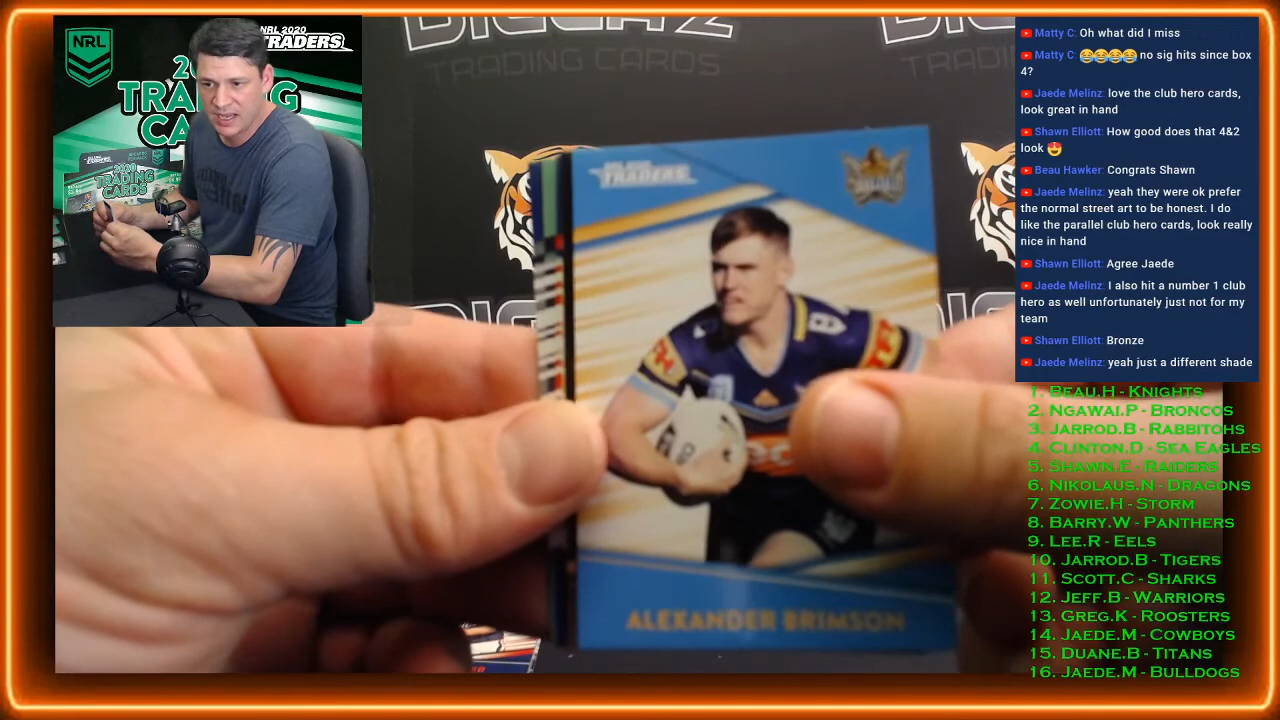 NRL
NRL 2020
TRADERS
TRADING
CARDS
2020
TRADING
CARDS
DIGGAZ
TRADING CARDS
TRADERS
TITANS
ALEXANDER BRIMSON
Matty C: Oh what did I miss
Matty C: 😂😂😂😂 no sig hits since box
4?
Jaede Melinz: love the club hero cards,
look great in hand
Shawn Elliott: How good does that 4&2
look 😍
Beau Hawker: Congrats Shawn
Jaede Melinz: yeah they were ok prefer
the normal street art to be honest. I do
like the parallel club hero cards, look really
nice in hand
Shawn Elliott: Agree Jaede
Jaede Melinz: I also hit a number 1 club
hero as well unfortunately just not for my
team
Shawn Elliott: Bronze
Jaede Melinz: yeah just a different shade
1. Beau.H - Knights
2. Ngawai.P - Broncos
3. Jarrod.B - Rabbitohs
4. Clinton.D - Sea Eagles
5. Shawn.E - Raiders
6. Nikolaus.N - Dragons
7. Zowie.H - Storm
8. Barry.W - Panthers
9. Lee.R - Eels
10. Jarrod.B - Tigers
11. Scott.C - Sharks
12. Jeff.B - Warriors
13. Greg.K - Roosters
14. Jaede.M - Cowboys
15. Duane.B - Titans
16. Jaede.M - Bulldogs